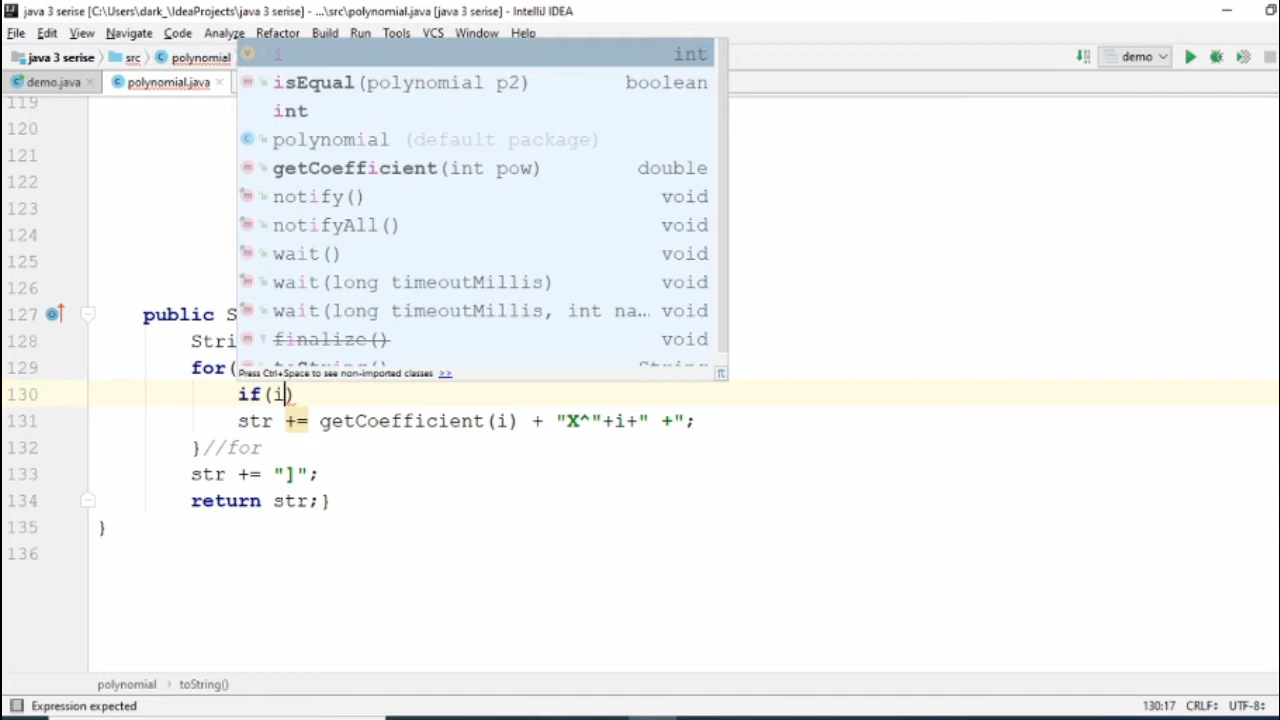 java 3 serise [C:\Users\dark_\IdeaProjects\java 3 serise] - ...\src\polynomial.java [java 3 serise] - IntelliJ IDEA
File Edit View Navigate Code Analyze Refactor Build Run Tools VCS Window Help
java 3 serise src polynomial
demo
demo.java polynomial.java
i int
isEqual(polynomial p2) boolean
int
polynomial (default package)
getCoefficient(int pow) double
notify() void
notifyAll() void
wait() void
wait(long timeoutMillis) void
wait(long timeoutMillis, int na... void
finalize() void
toString() String
Press Ctrl+Space to see non-imported classes >>
119
120
121
122
123
124
125
126
127 public S
128 Stri
129 for(
130 if(i)
131 str += getCoefficient(i) + "X^"+i+" +";
132 }//for
133 str += "]";
134 return str;}
135 }
136
polynomial toString()
Expression expected 130:17 CRLF UTF-8